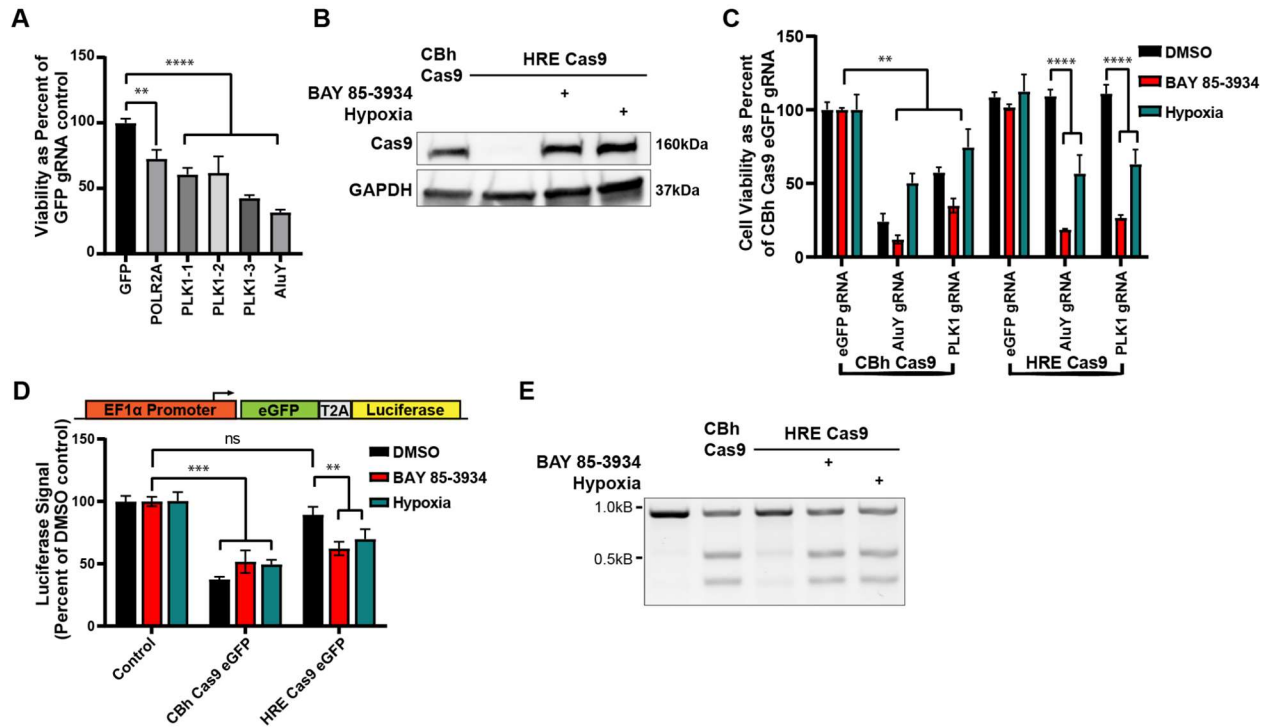 A
Viability as Percent of
GFP gRNA control
150
100
50
0
****
**
GFP
POLR2A
PLK1-1
PLK1-2
PLK1-3
AluY
B
CBh
Cas9
HRE Cas9
BAY 85-3934 +
Hypoxia +
Cas9 160kDa
GAPDH 37kDa
C
Cell Viability as Percent
of CBh Cas9 eGFP gRNA
150
100
50
0
**
****
****
DMSO
BAY 85-3934
Hypoxia
eGFP gRNA
AluY gRNA
PLK1 gRNA
eGFP gRNA
AluY gRNA
PLK1 gRNA
CBh Cas9
HRE Cas9
D
EF1α Promoter eGFP T2A Luciferase
Luciferase Signal
(Percent of DMSO control)
150
100
50
0
ns
***
**
DMSO
BAY 85-3934
Hypoxia
Control
CBh Cas9 eGFP
HRE Cas9 eGFP
E
CBh
Cas9
HRE Cas9
BAY 85-3934 +
Hypoxia +
1.0kB
0.5kB